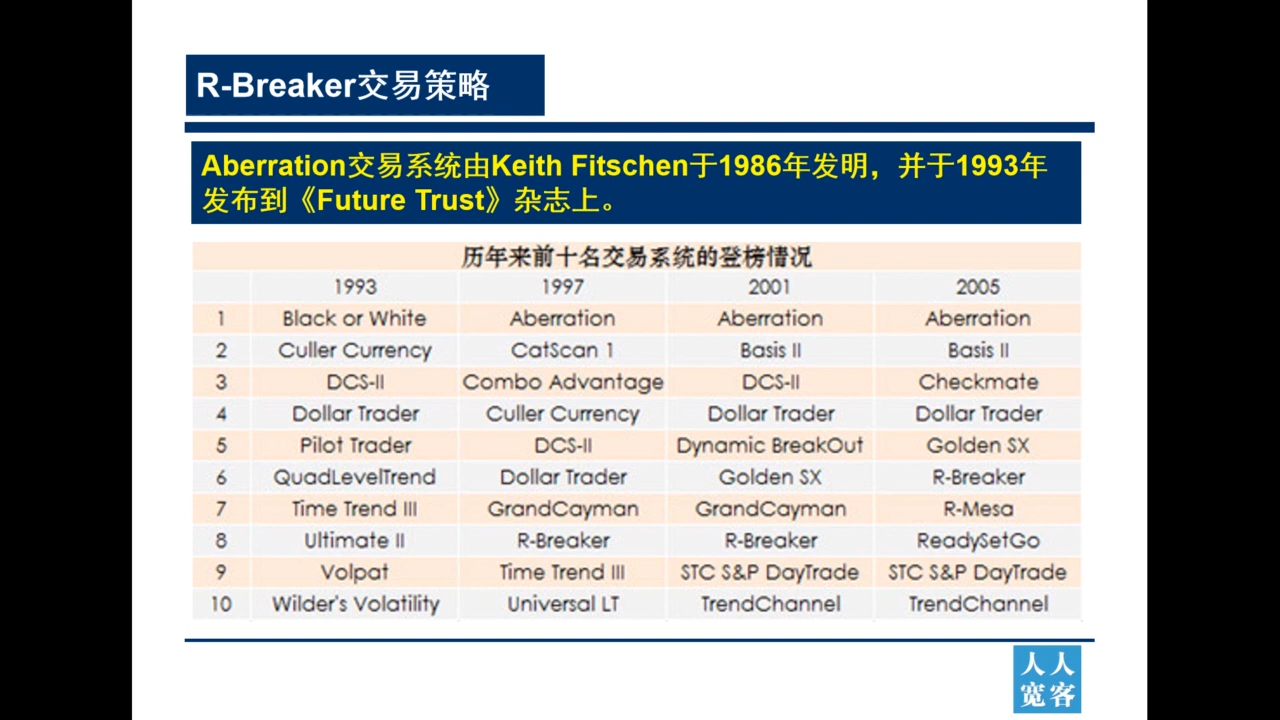 R-Breaker交易策略
Aberration交易系统由Keith Fitschen于1986年发明，并于1993年
发布到《Future Trust》杂志上。
历年来前十名交易系统的登榜情况
1993 1997 2001 2005
1 Black or White Aberration Aberration Aberration
2 Culler Currency CatScan 1 Basis II Basis II
3 DCS-II Combo Advantage DCS-II Checkmate
4 Dollar Trader Culler Currency Dollar Trader Dollar Trader
5 Pilot Trader DCS-II Dynamic BreakOut Golden SX
6 QuadLevelTrend Dollar Trader Golden SX R-Breaker
7 Time Trend III GrandCayman GrandCayman R-Mesa
8 Ultimate II R-Breaker R-Breaker ReadySetGo
9 Volpat Time Trend III STC S&P DayTrade STC S&P DayTrade
10 Wilder's Volatility Universal LT TrendChannel TrendChannel
人人
宽客